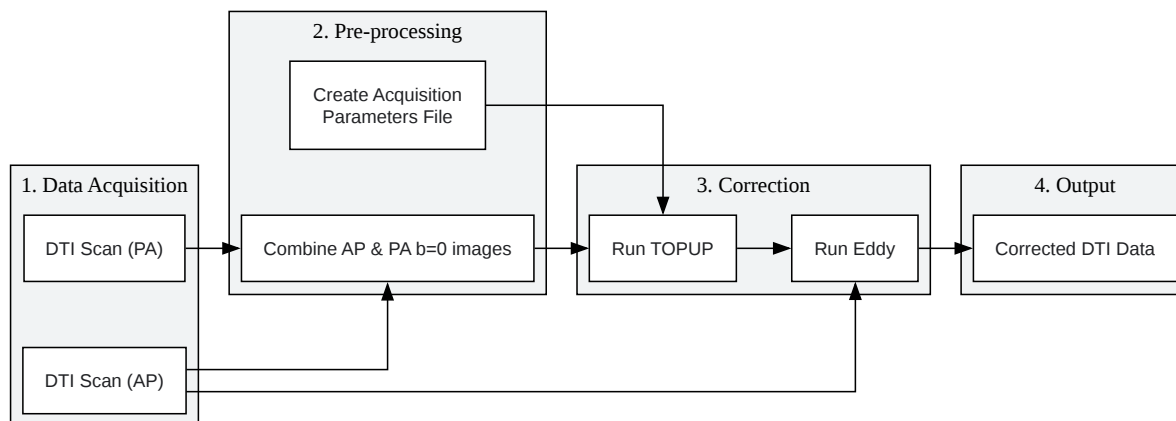 1. Data Acquisition
DTI Scan (PA)
DTI Scan (AP)
2. Pre-processing
Create Acquisition
Parameters File
Combine AP & PA b=0 images
3. Correction
Run TOPUP
Run Eddy
4. Output
Corrected DTI Data